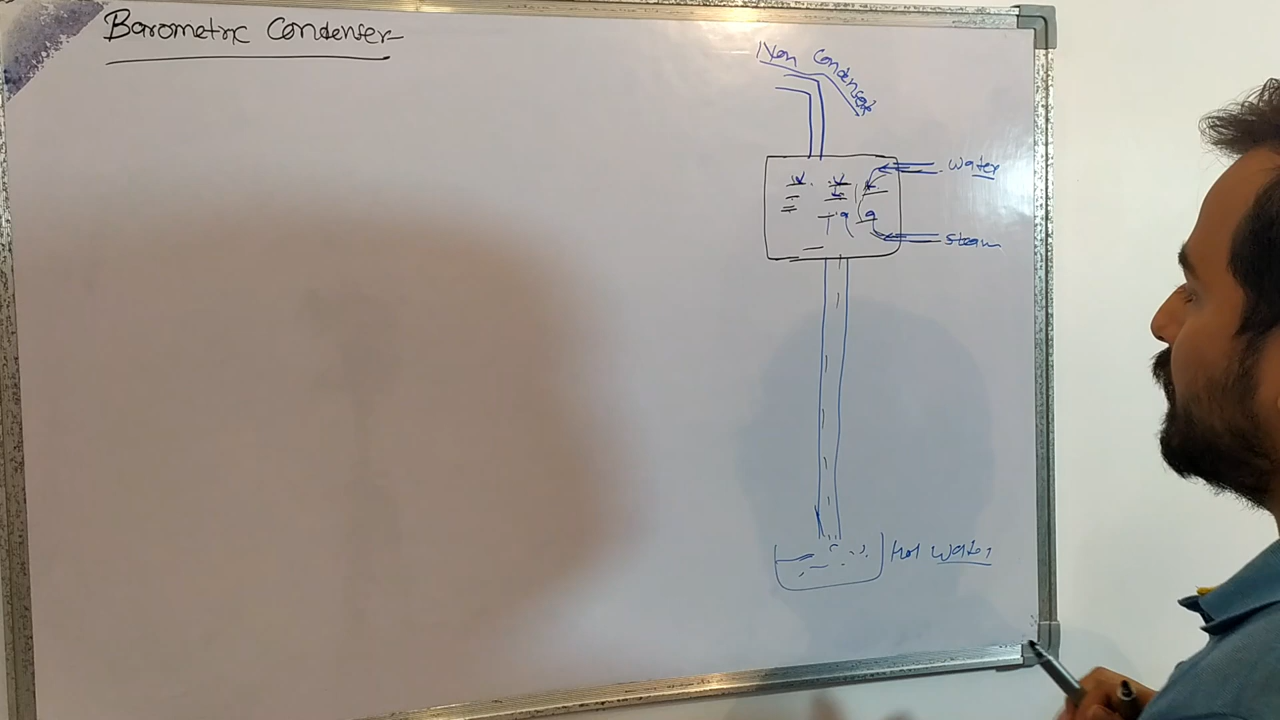 Barometric Condenser
Non Condensate
Water
Steam
Hot Water